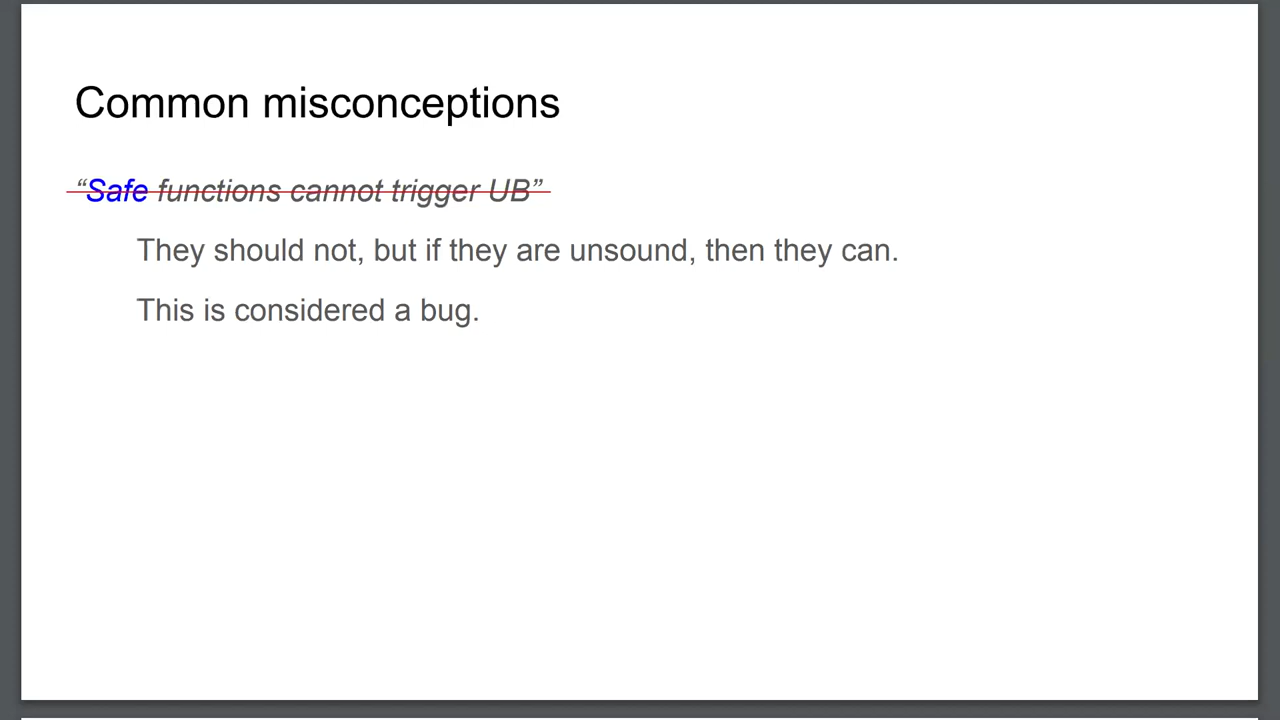 Common misconceptions
“Safe functions cannot trigger UB”
They should not, but if they are unsound, then they can.
This is considered a bug.